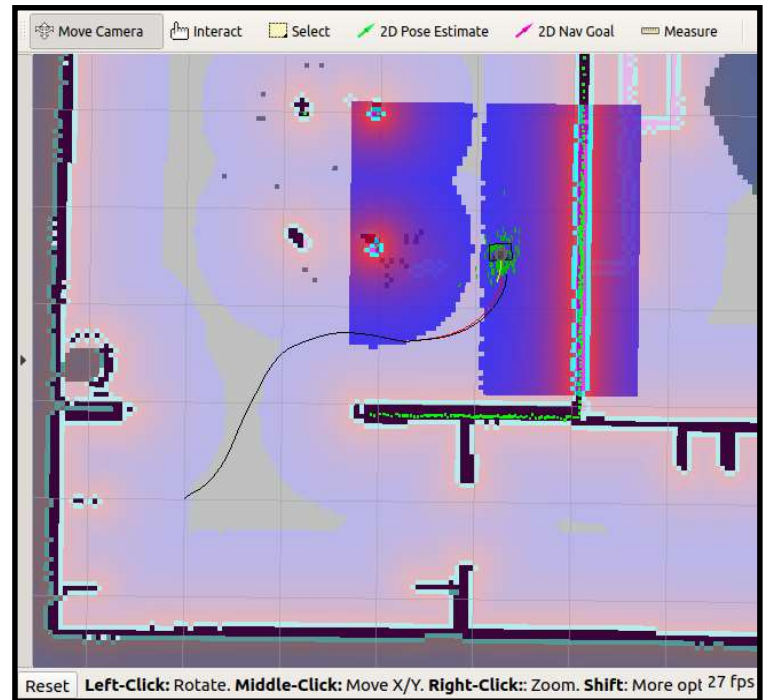 Move Camera Interact Select 2D Pose Estimate 2D Nav Goal Measure
Reset Left-Click: Rotate. Middle-Click: Move X/Y. Right-Click:: Zoom. Shift: More opt 27 fps